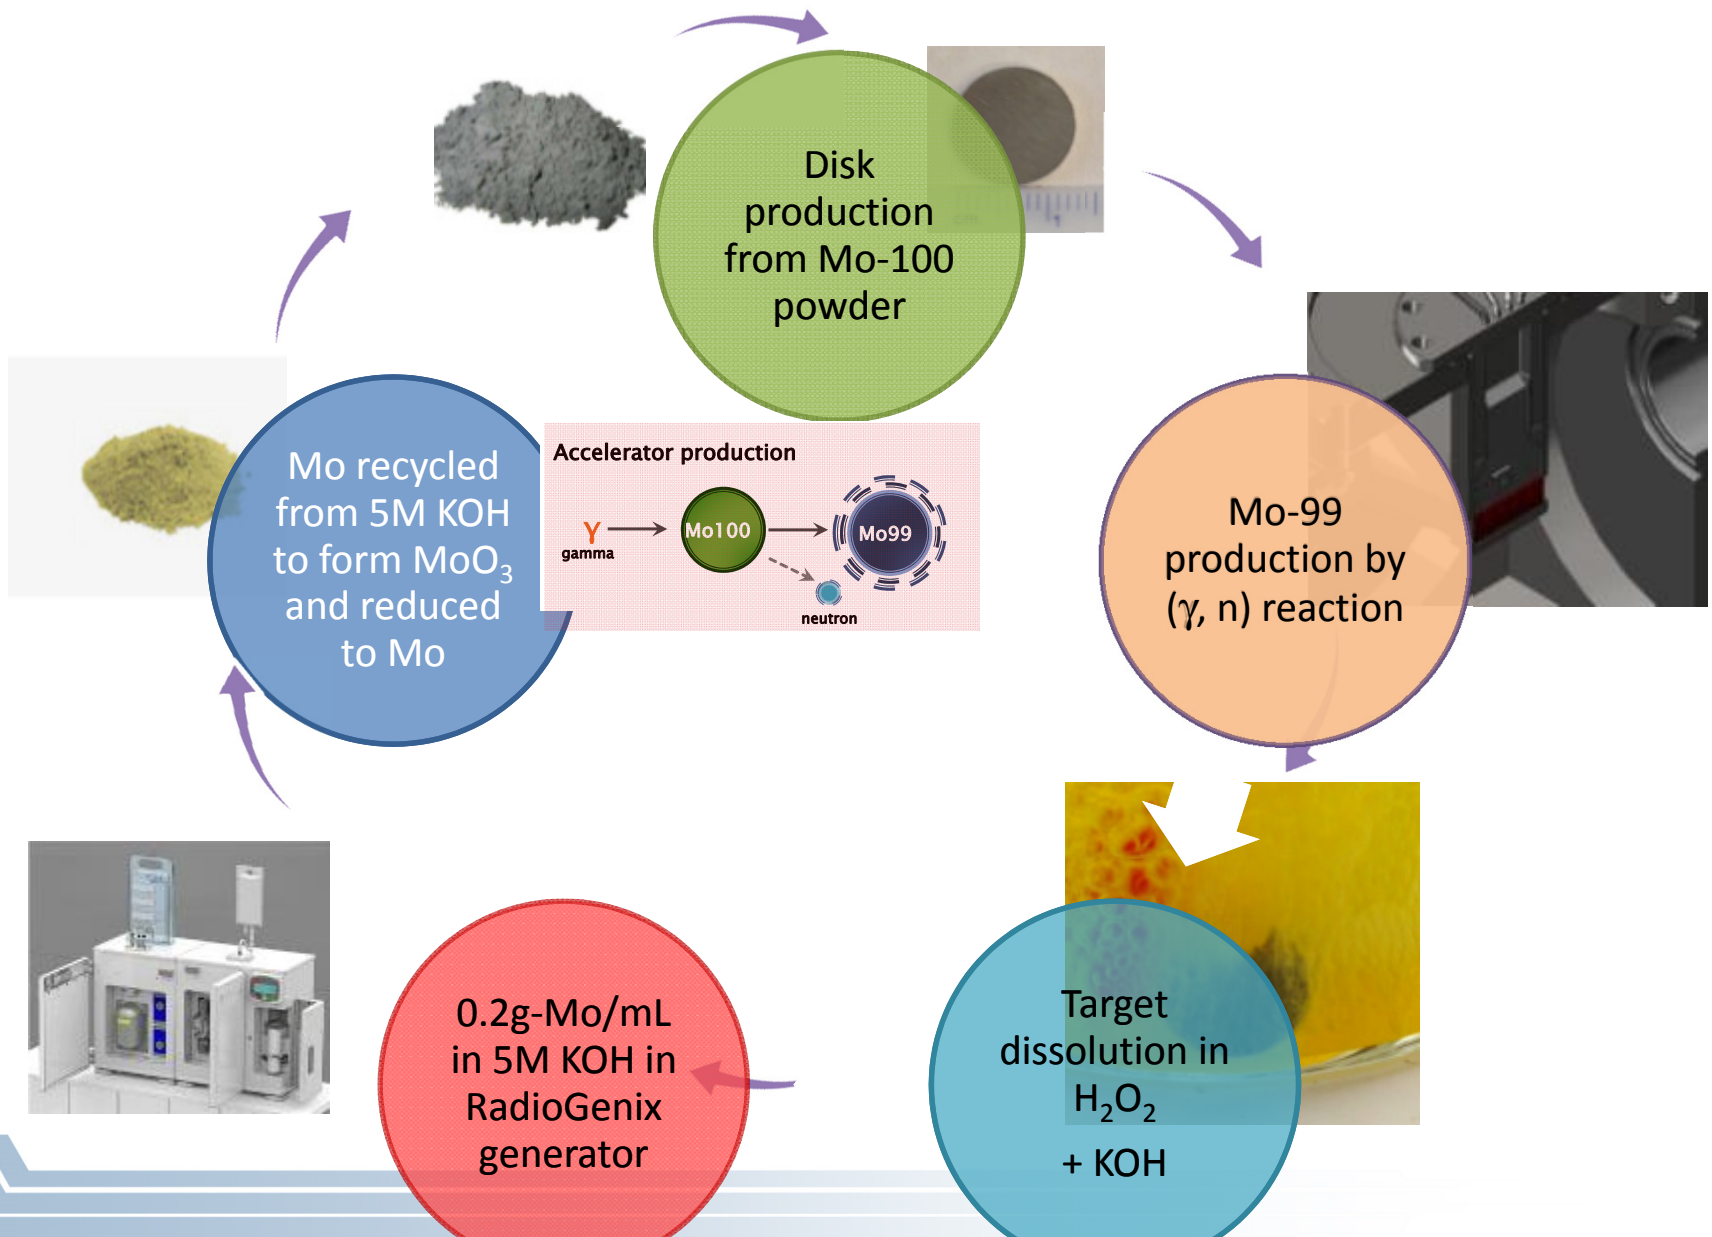 Disk
production
from Mo-100
powder
Mo-99
production by
(γ, n) reaction
Target
dissolution in
H₂O₂
+ KOH
0.2g-Mo/mL
in 5M KOH in
RadioGenix
generator
Mo recycled
from 5M KOH
to form MoO₃
and reduced
to Mo
Accelerator production
γ
gamma
Mo100
Mo99
neutron